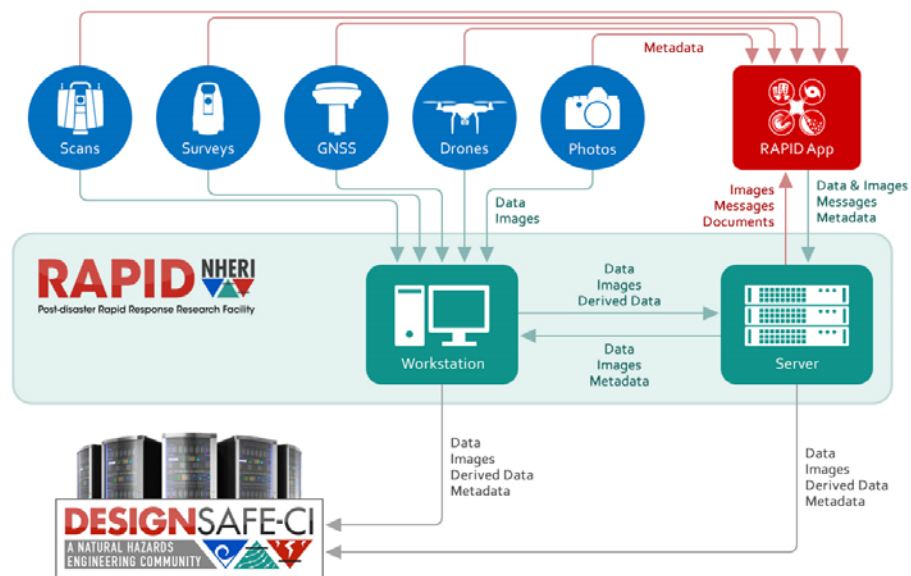 Metadata
Scans
Surveys
GNSS
Drones
Photos
RAPID App
Data
Images
Images
Messages
Documents
Data & Images
Messages
Metadata
RAPID NHERI
Post-disaster Rapid Response Research Facility
Workstation
Data
Images
Derived Data
Data
Images
Metadata
Server
Data
Images
Derived Data
Metadata
Data
Images
Derived Data
Metadata
DESIGNSAFE-CI
A NATURAL HAZARDS
ENGINEERING COMMUNITY